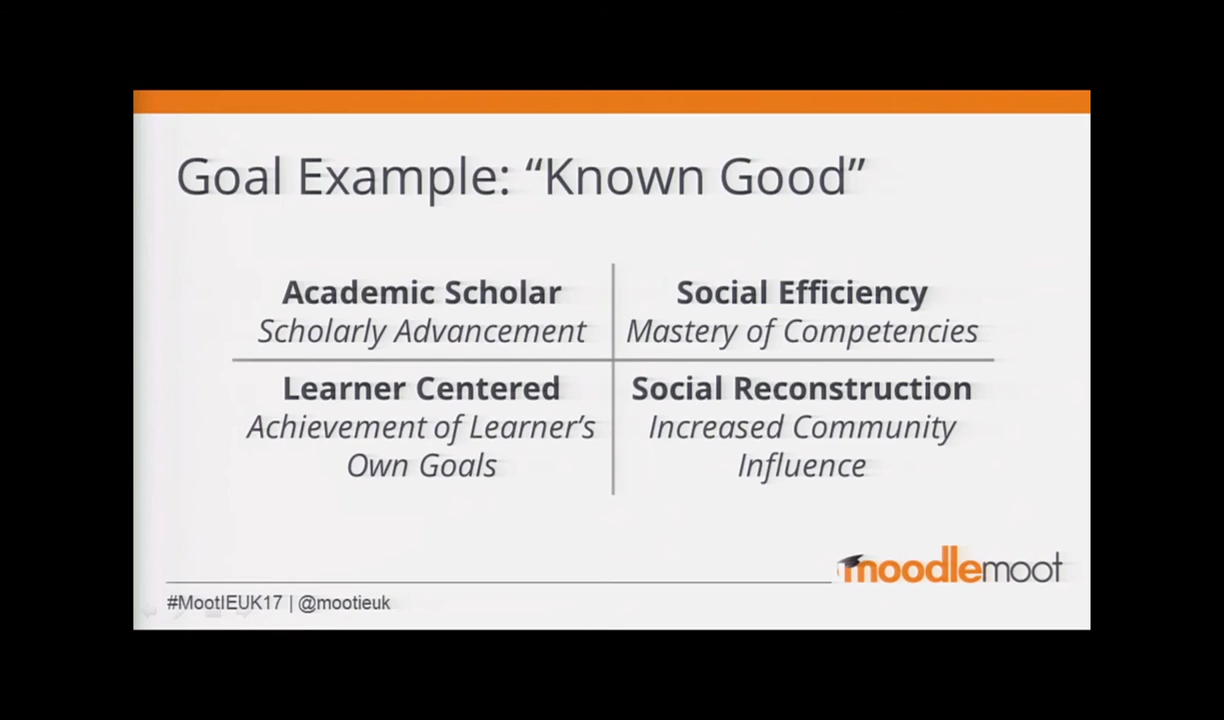 Goal Example: “Known Good”
Academic Scholar
Scholarly Advancement
Social Efficiency
Mastery of Competencies
Learner Centered
Achievement of Learner’s
Own Goals
Social Reconstruction
Increased Community
Influence
moodlemoot
#MootIEUK17 | @mootieuk